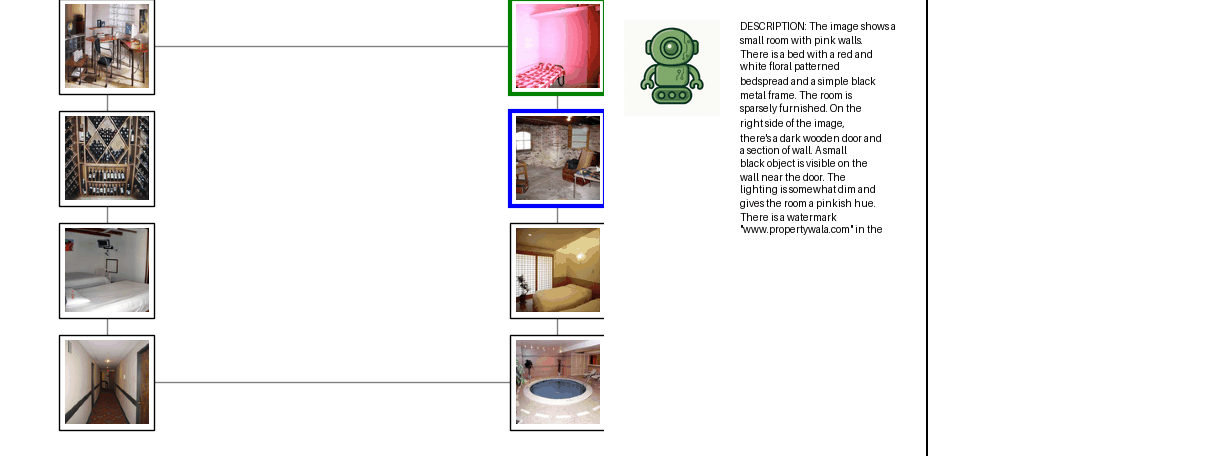 DESCRIPTION: The image shows a
small room with pink walls.
There is a bed with a red and
white floral patterned
bedspread and a simple black
metal frame. The room is
sparsely furnished. On the
right side of the image,
there's a dark wooden door and
a section of wall. A small
black object is visible on the
wall near the door. The
lighting is somewhat dim and
gives the room a pinkish hue.
There is a watermark
"www.propertywala.com" in the